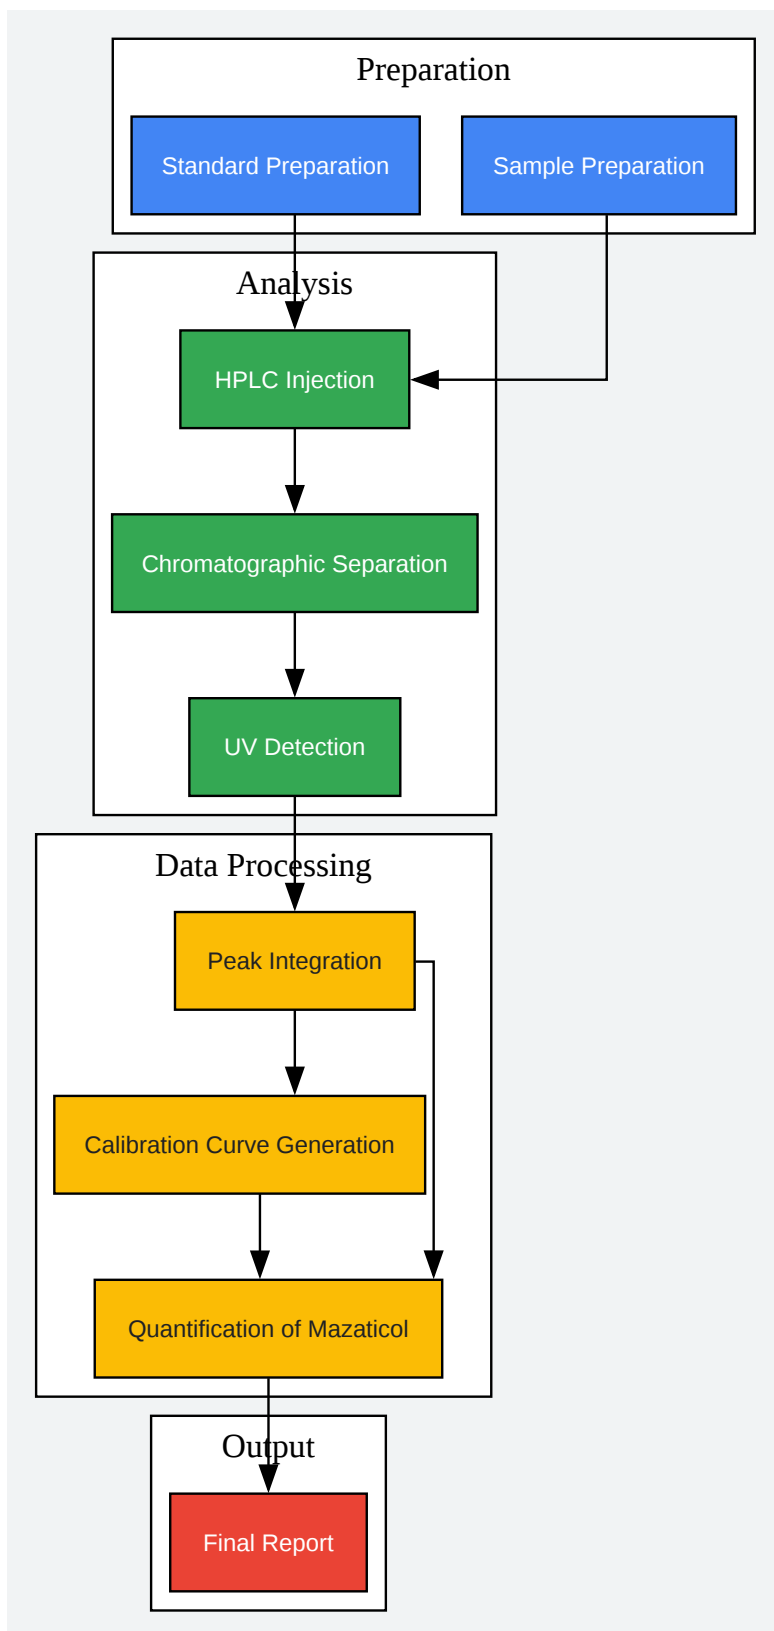 Preparation
Standard Preparation
Sample Preparation
Analysis
HPLC Injection
Chromatographic Separation
UV Detection
Data Processing
Peak Integration
Calibration Curve Generation
Quantification of Mazaticol
Output
Final Report